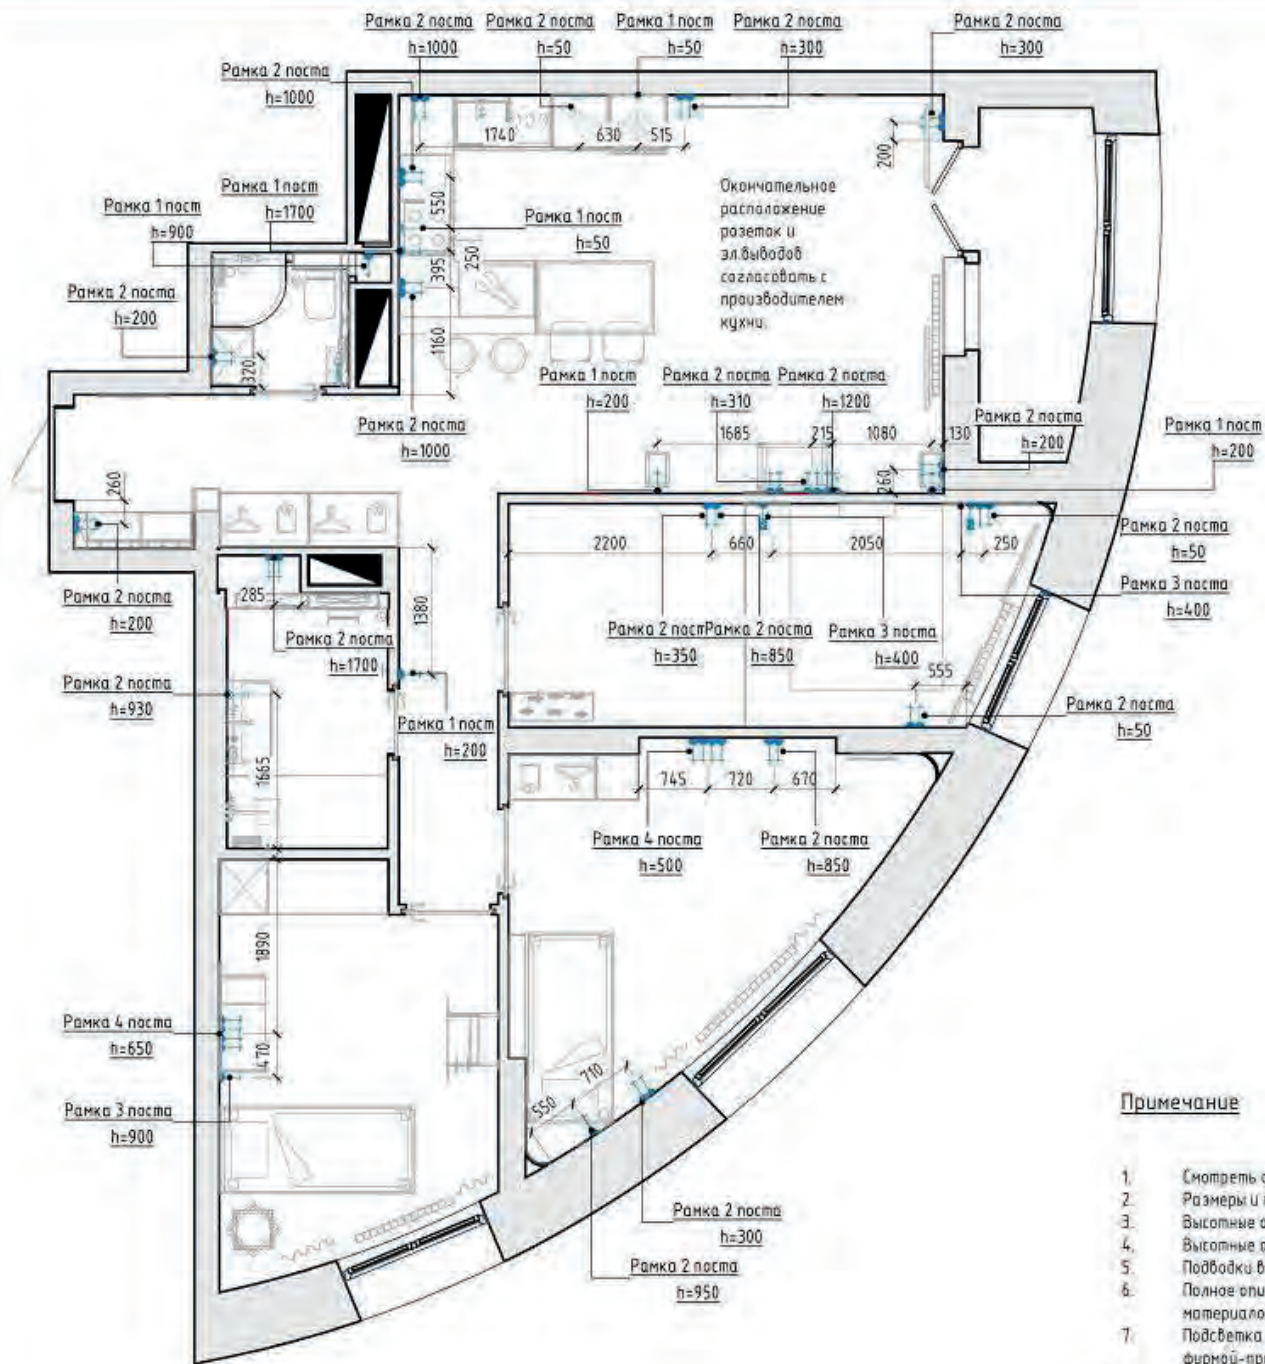 Рамка 2 поста
h=1000
Рамка 2 поста
h=50
Рамка 1 пост
h=50
Рамка 2 поста
h=300
Рамка 2 поста
h=300
Рамка 2 поста
h=1000
1740
630
515
200
Рамка 1 пост
h=1700
Рамка 1 пост
h=900
550
Рамка 1 пост
h=50
395
250
Окончательное
расположение
розеток и
эл.выводов
согласовать с
производителем
кухни.
Рамка 2 поста
h=200
320
1160
Рамка 1 пост
h=200
Рамка 2 поста
h=310
Рамка 2 поста
h=1200
Рамка 2 поста
h=1000
1685
215
1080
130
Рамка 2 поста
h=200
Рамка 1 пост
h=200
260
260
2200
660
2050
250
Рамка 2 поста
h=50
Рамка 2 поста
h=200
285
1380
Рамка 3 поста
h=400
Рамка 2 поста
h=1700
Рамка 2 пост
h=350
Рамка 2 поста
h=850
Рамка 3 поста
h=400
555
Рамка 2 поста
h=930
Рамка 1 пост
h=200
Рамка 2 поста
h=50
1665
745
720
670
Рамка 4 поста
h=500
Рамка 2 поста
h=850
1890
Рамка 4 поста
h=650
470
710
550
Рамка 3 поста
h=900
Рамка 2 поста
h=300
Рамка 2 поста
h=950
Примечание
1. Смотреть
2. Размеры и
3. Высотные
4. Высотные
5. Подводки
6. Полное
материало
7. Подсветка